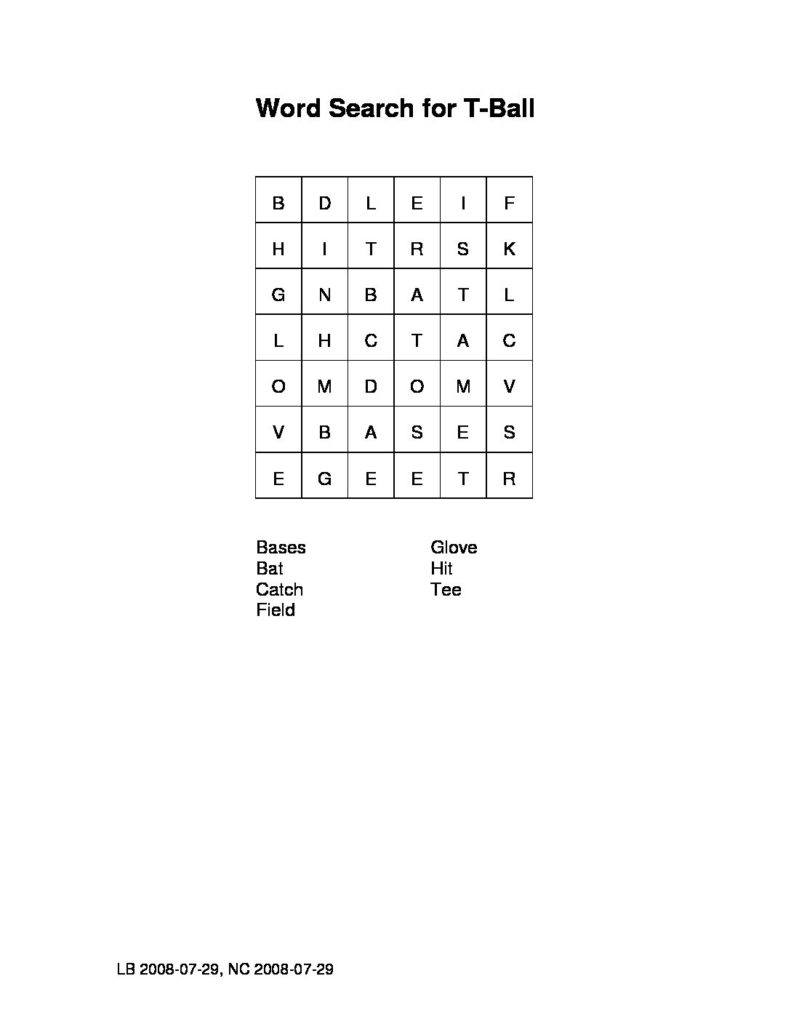 Word Search for T-Ball
B D L E I F
H I T R S K
G N B A T L
L H C T A C
O M D O M V
V B A S E S
E G E E T R
Bases Glove
Bat Hit
Catch Tee
Field
LB 2008-07-29, NC 2008-07-29